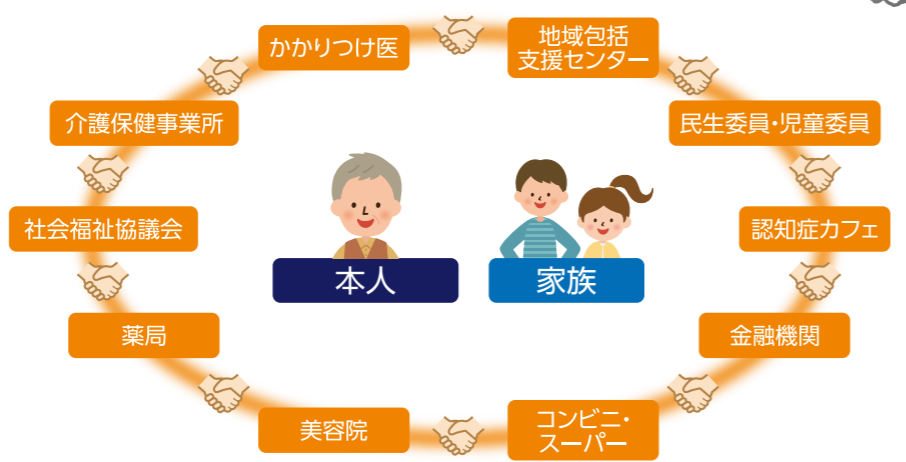 かかりつけ医
地域包括
支援センター
介護保健事業所
民生委員・児童委員
社会福祉協議会
認知症カフェ
本人
家族
薬局
金融機関
美容院
コンビニ・
スーパー